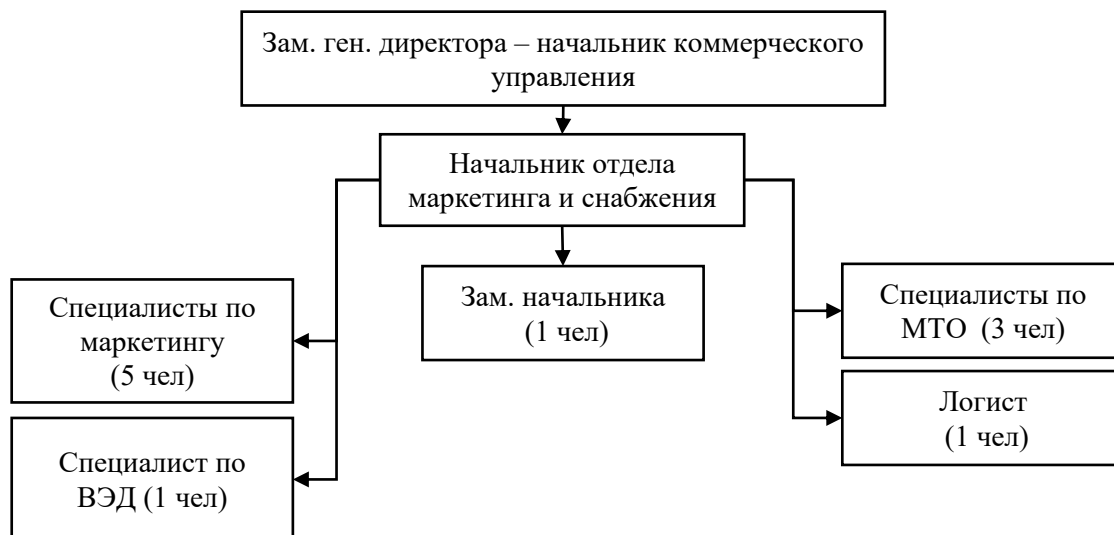 Зам. ген. директора – начальник коммерческого
управления
Начальник отдела
маркетинга и снабжения
Зам. начальника
(1 чел)
Специалисты по
маркетингу
(5 чел)
Специалист по
ВЭД (1 чел)
Специалисты по
МТО (3 чел)
Логист
(1 чел)